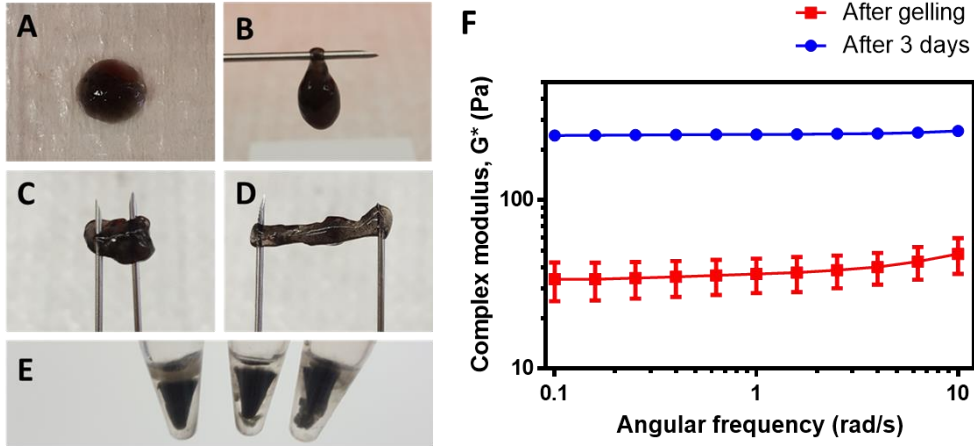 A
B
C
D
E
F
After gelling
After 3 days
Complex modulus, G* (Pa)
100
10
0.1
1
10
Angular frequency (rad/s)